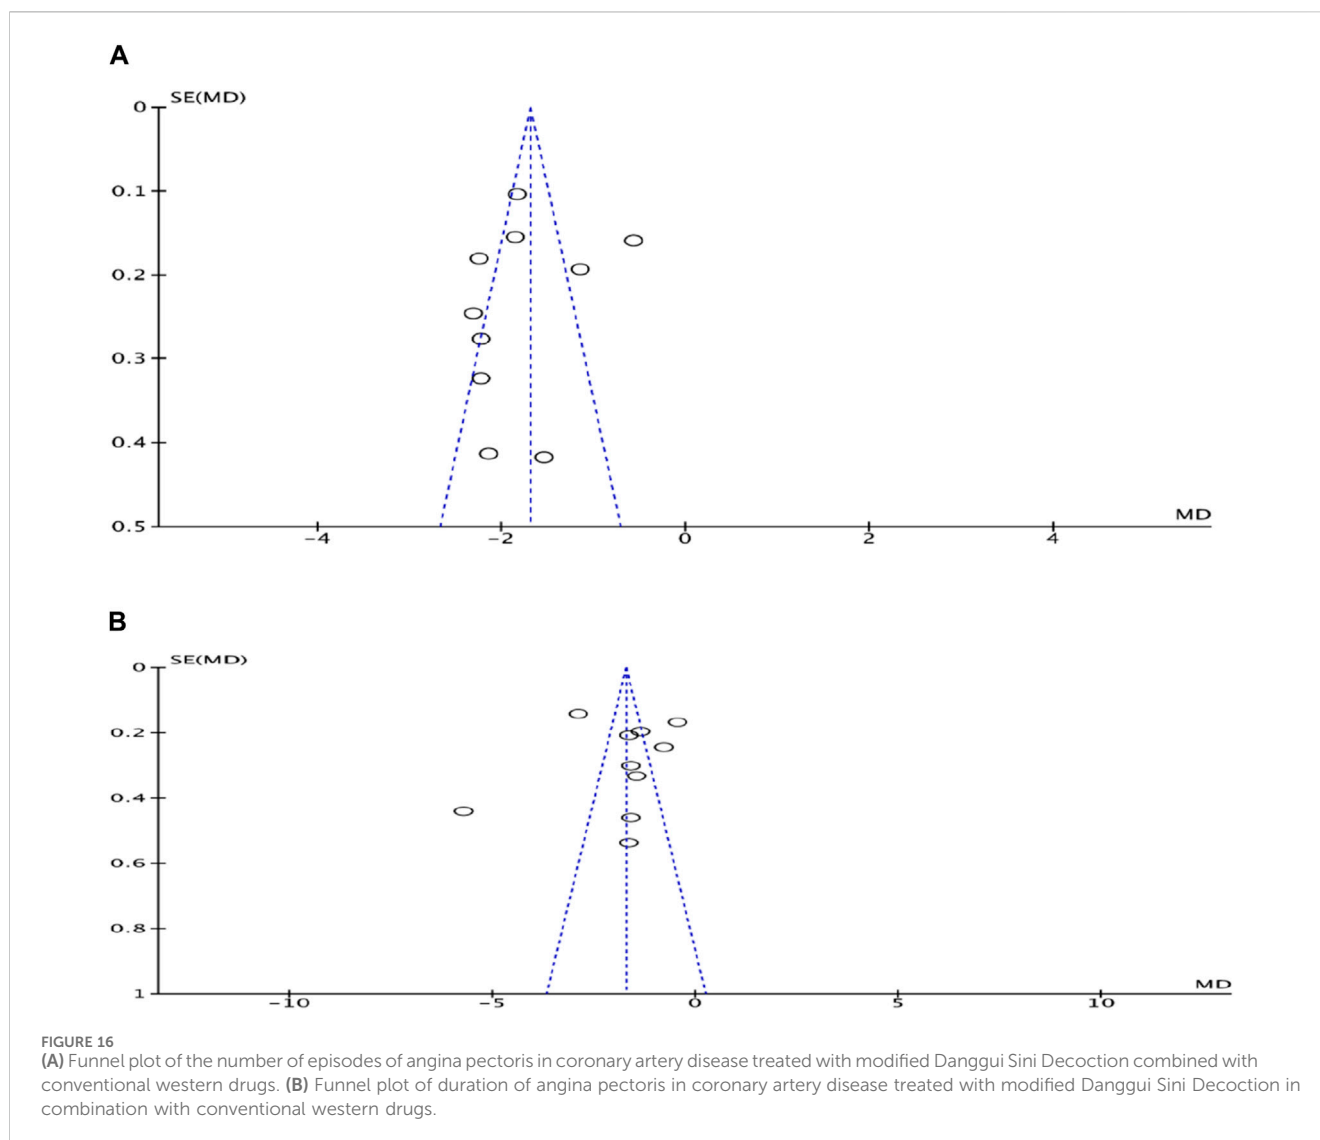 A
SE(MD)
0
0.1
0.2
0.3
0.4
0.5
MD
−4 −2 0 2 4
B
SE(MD)
0
0.2
0.4
0.6
0.8
1
MD
−10 −5 0 5 10
FIGURE 16
(A) Funnel plot of the number of episodes of angina pectoris in coronary artery disease treated with modified Danggui Sini Decoction combined with
conventional western drugs. (B) Funnel plot of duration of angina pectoris in coronary artery disease treated with modified Danggui Sini Decoction in
combination with conventional western drugs.